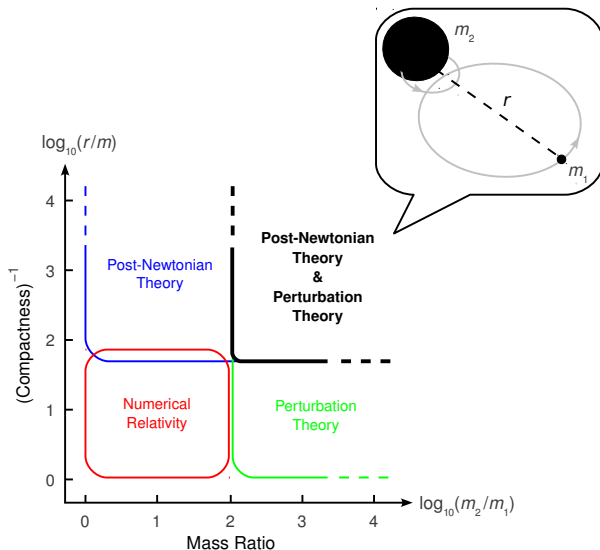 m₂
r
m₁
log₁₀(r/m)
4
3
2
1
0
(Compactness)⁻¹
Post-Newtonian
Theory
Post-Newtonian
Theory
&
Perturbation
Theory
Numerical
Relativity
Perturbation
Theory
0
1
2
3
4
log₁₀(m₂/m₁)
Mass Ratio